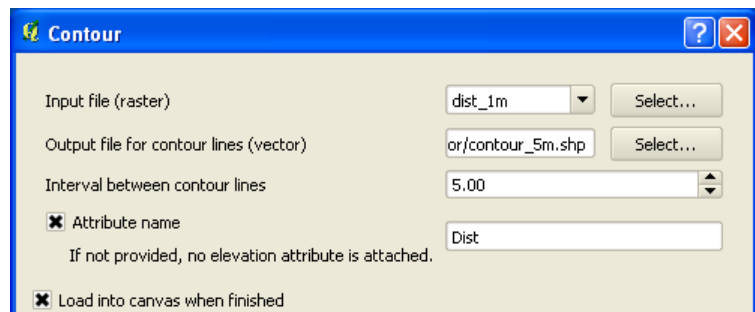 Contour
Input file (raster) dist_1m Select...
Output file for contour lines (vector) or/contour_5m.shp Select...
Interval between contour lines 5.00
Attribute name
Dist
If not provided, no elevation attribute is attached.
Load into canvas when finished